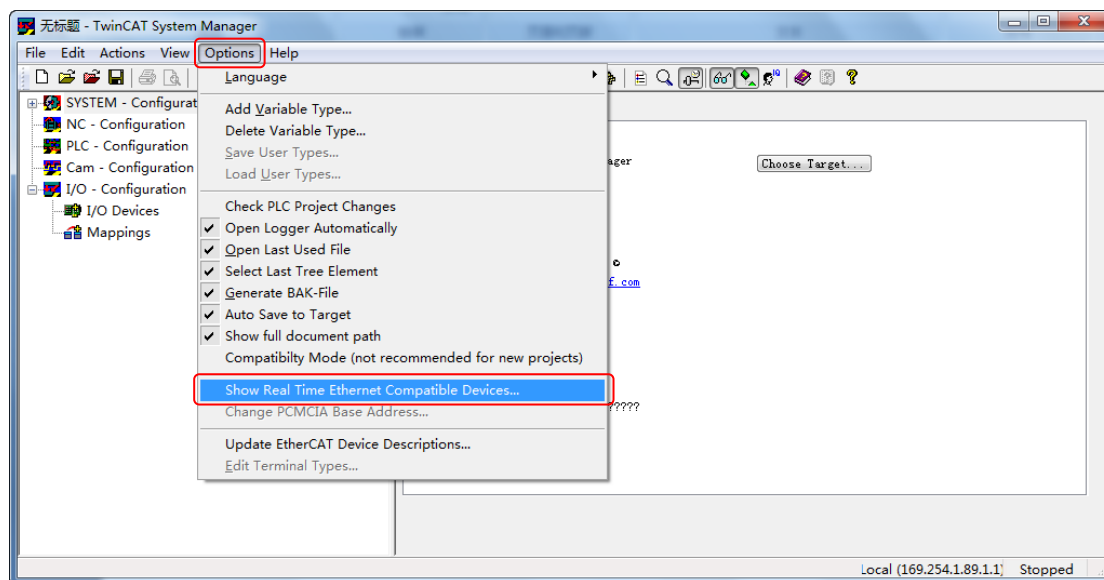 无标题 - TwinCAT System Manager
File Edit Actions View Options Help
Language
Add Variable Type...
Delete Variable Type...
Save User Types...
Load User Types...
Check PLC Project Changes
Open Logger Automatically
Open Last Used File
Select Last Tree Element
Generate BAK-File
Auto Save to Target
Show full document path
Compatibilty Mode (not recommended for new projects)
Show Real Time Ethernet Compatible Devices...
Change PCMCIA Base Address...
Update EtherCAT Device Descriptions...
Edit Terminal Types...
SYSTEM - Configurat
NC - Configuration
PLC - Configuration
Cam - Configuration
I/O - Configuration
I/O Devices
Mappings
ager
Choose Target...
f.com
?????
Local (169.254.1.89.1.1) Stopped